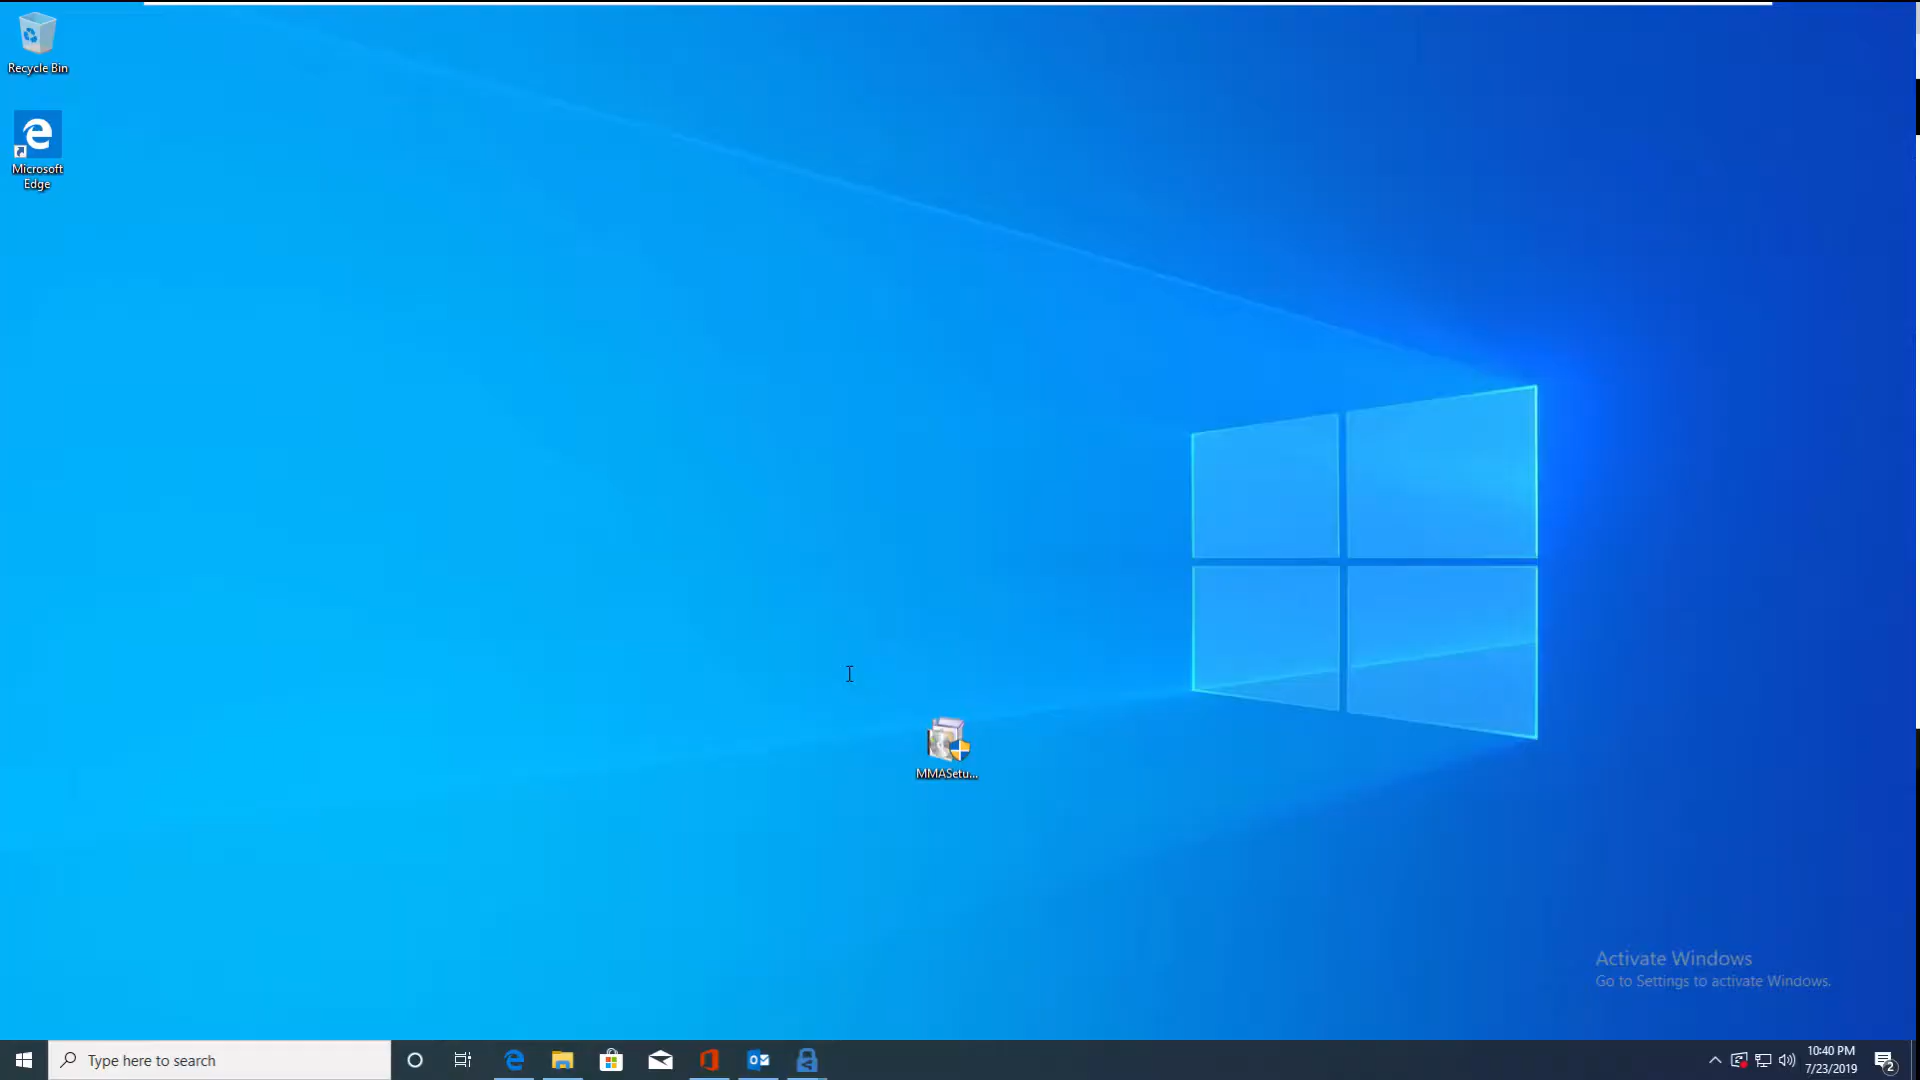 Recycle Bin
Microsoft
Edge
MMASetu...
Activate Windows
Go to Settings to activate Windows.
Type here to search
10:40 PM
7/23/2019
2